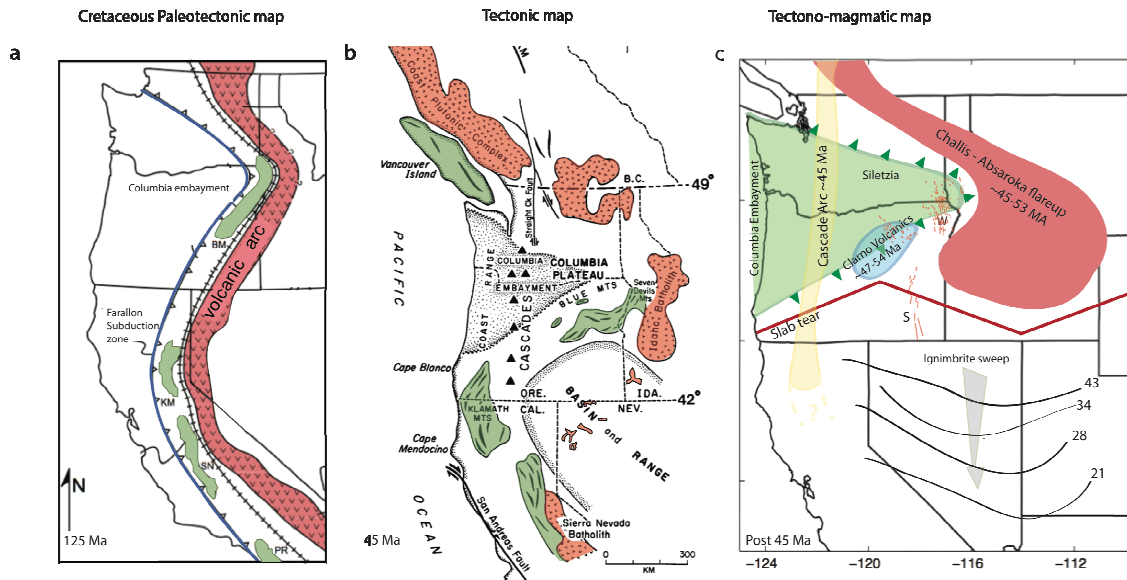 Cretaceous Paleotectonic map
Tectonic map
Tectono-magmatic map
a
Columbia embayment
BM
volcanic arc
Farallon
Subduction
zone
KM
SN
N
125 Ma
PR
b
Coast
Plutonic
Complex
Vancouver
Island
Straight Ck Fault
B.C.
49°
PACIFIC
COAST RANGE
COLUMBIA
EMBAYMENT
COLUMBIA
PLATEAU
BLUE MTS
Seven
Devils
Mts
Idaho Batholith
CASCADES
Cape Blanco
ORE.
CAL.
IDA.
NEV.
42°
KLAMATH
MTS
BASIN and RANGE
Cape
Mendocino
San Andreas Fault
OCEAN
Sierra Nevada
Batholith
0 300
KM
45 Ma
c
Challis - Absaroka flareup
~45-53 MA
Siletzia
Columbia Embayment
Cascade Arc ~45 Ma
Clarno Volcanics
~47-54 Ma
W
S
Slab tear
Ignimbrite sweep
43
34
28
21
?
Post 45 Ma
-124
-120
-116
-112